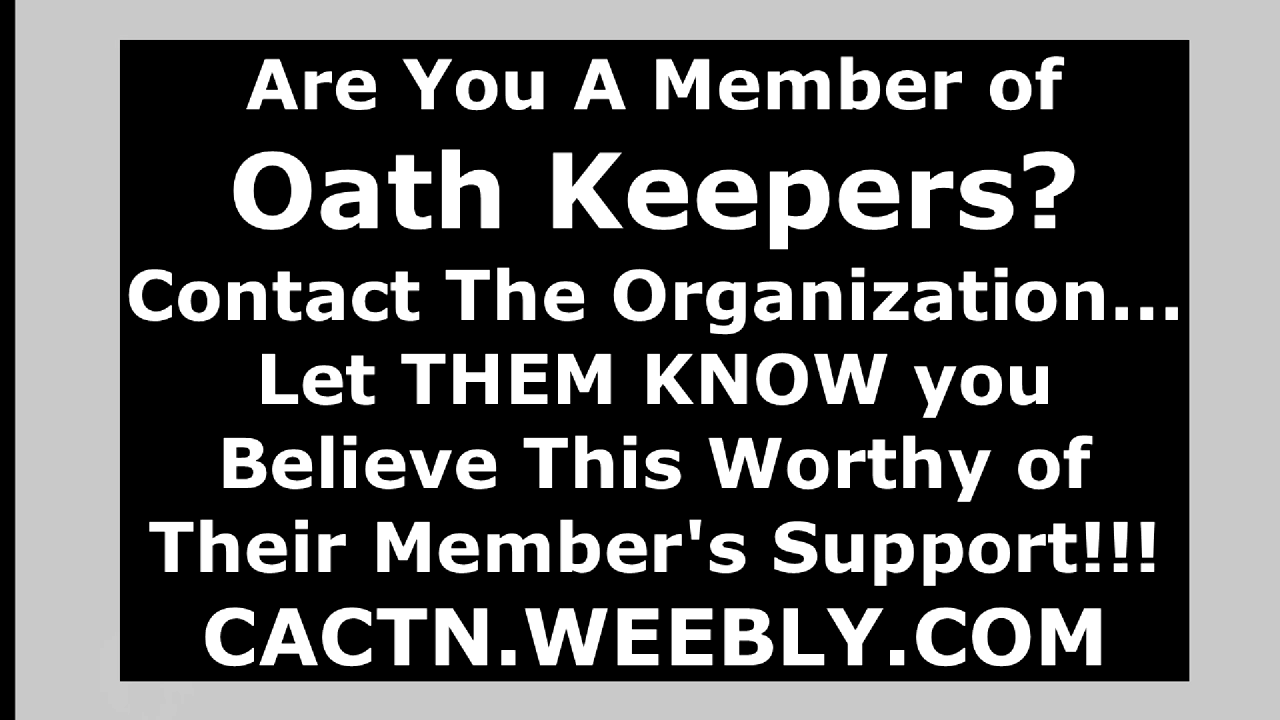 Are You A Member of
Oath Keepers?
Contact The Organization...
Let THEM KNOW you
Believe This Worthy of
Their Member's Support!!!
CACTN.WEEBLY.COM